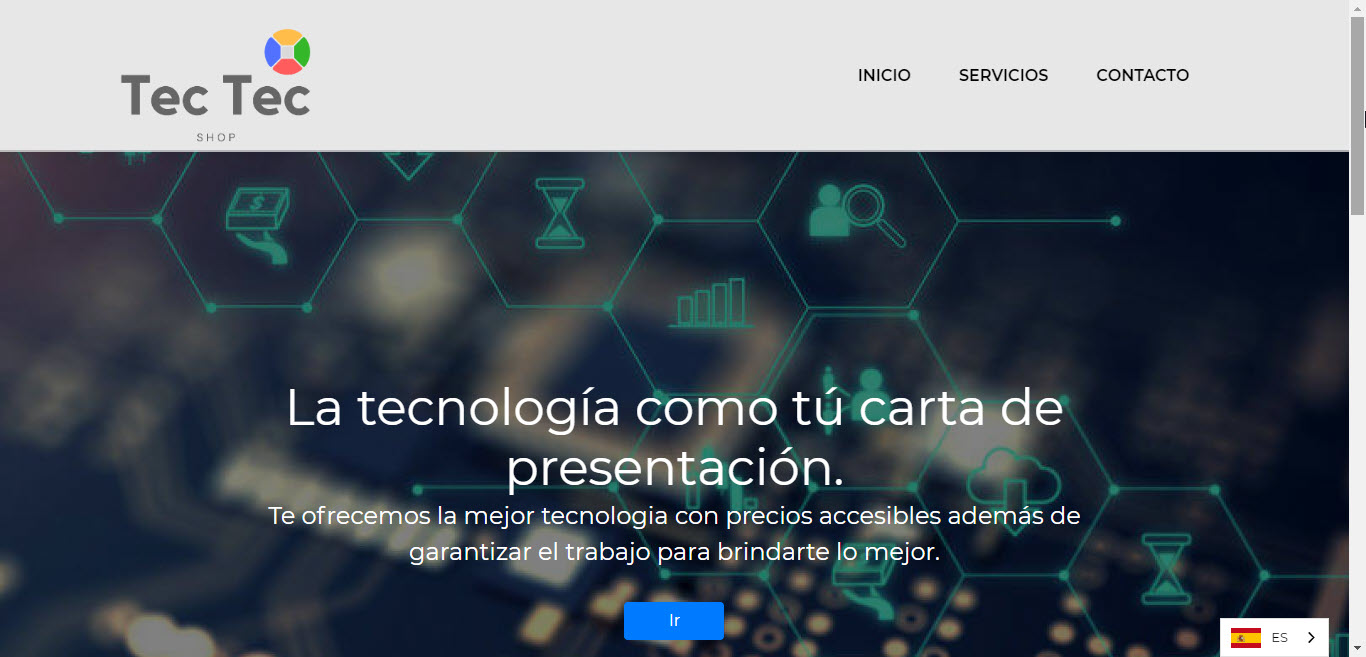 Tec Tec
SHOP
INICIO SERVICIOS CONTACTO
La tecnología como tú carta de
presentación.
Te ofrecemos la mejor tecnologia con precios accesibles además de
garantizar el trabajo para brindarte lo mejor.
Ir
ES